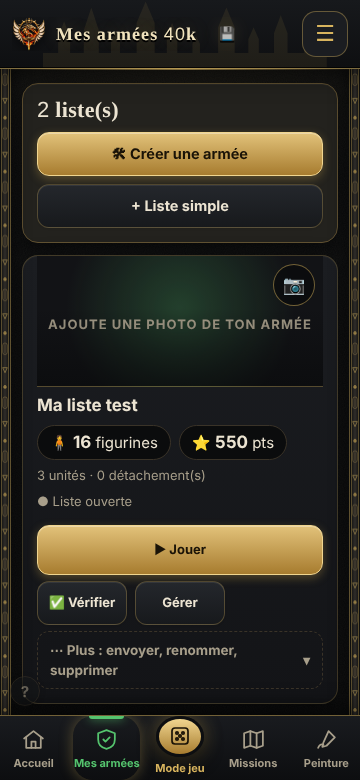 Mes armées 40k
2 liste(s)
🛠 Créer une armée
+ Liste simple
AJOUTE UNE PHOTO DE TON ARMÉE
Ma liste test
16 figurines
550 pts
3 unités · 0 détachement(s)
Liste ouverte
▶ Jouer
✅ Vérifier
Gérer
⋯ Plus : envoyer, renommer,
supprimer
?
Accueil
Mes armées
Mode jeu
Missions
Peinture